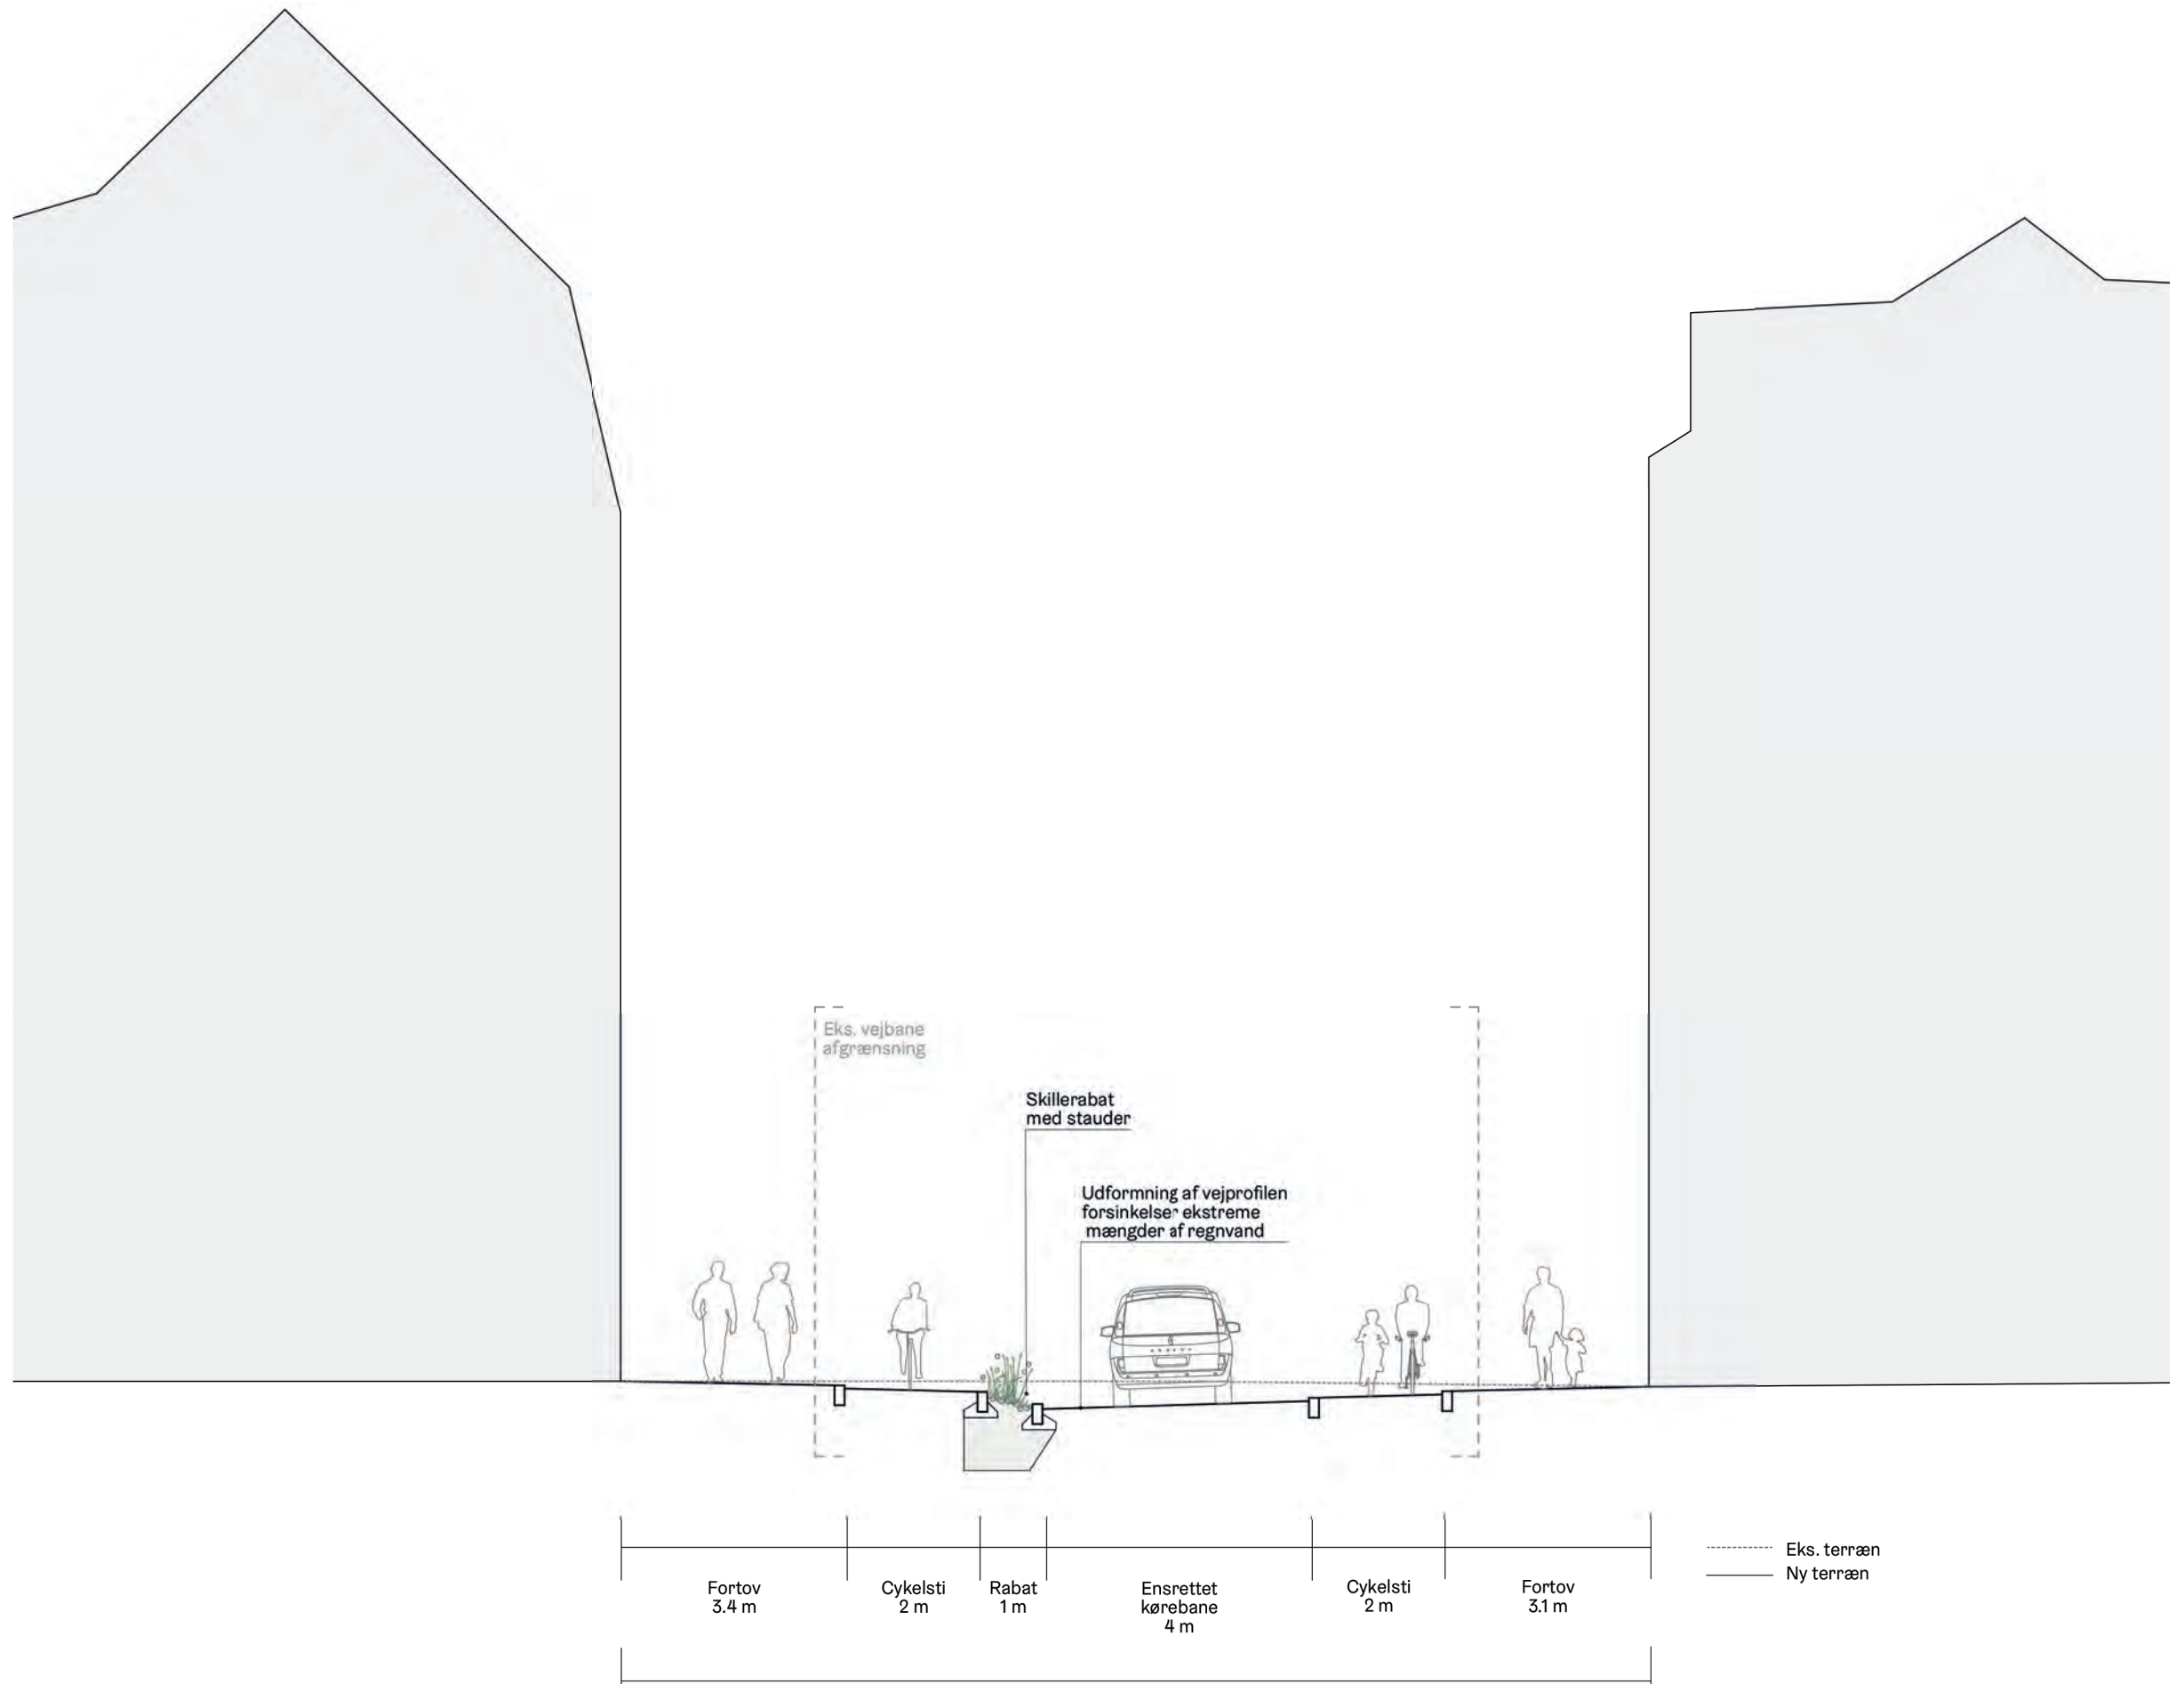 Eks. vejbane
afgrænsning
Skillerabat
med stauder
Udformning af vejprofilen
forsinkelser ekstreme
mængder af regnvand
Fortov
3.4 m
Cykelsti
2 m
Rabat
1 m
Ensrettet
kørebane
4 m
Cykelsti
2 m
Fortov
3.1 m
Eks. terræn
Ny terræn